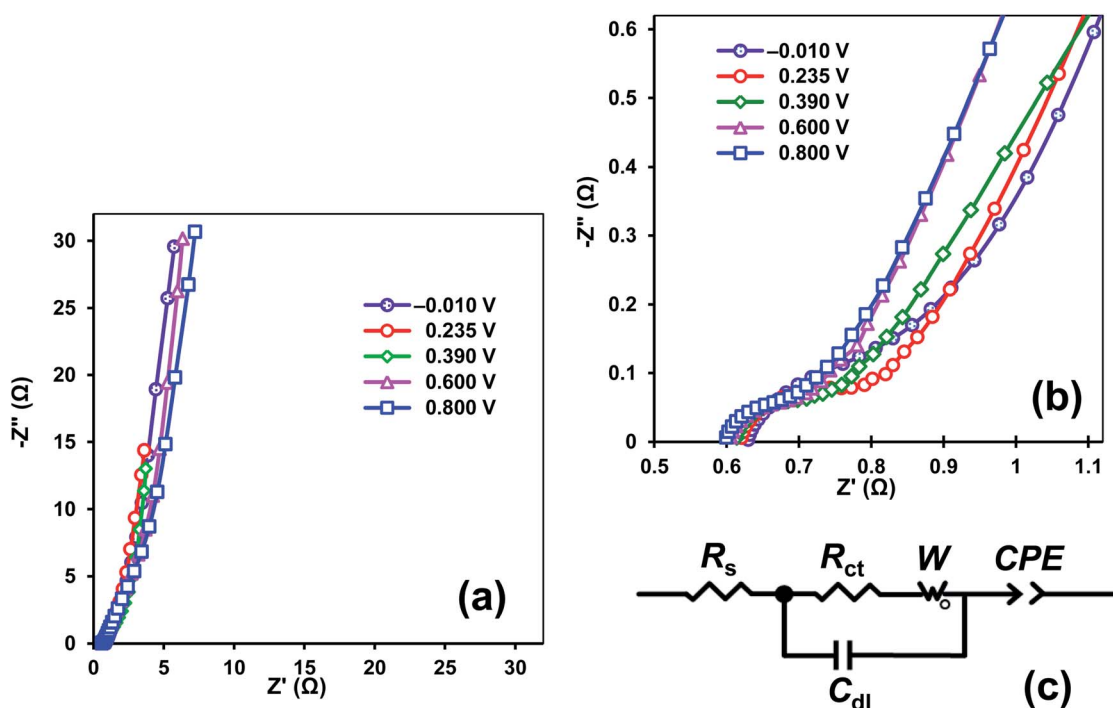 30
25
20
15
10
5
0
-Z'' (Ω)
–0.010 V
0.235 V
0.390 V
0.600 V
0.800 V
(a)
0 5 10 15 20 25 30
Z' (Ω)
0.6
0.5
0.4
0.3
0.2
0.1
0
-Z'' (Ω)
–0.010 V
0.235 V
0.390 V
0.600 V
0.800 V
(b)
0.5 0.6 0.7 0.8 0.9 1 1.1
Z' (Ω)
Rs Rct W CPE
o
Cdl
(c)